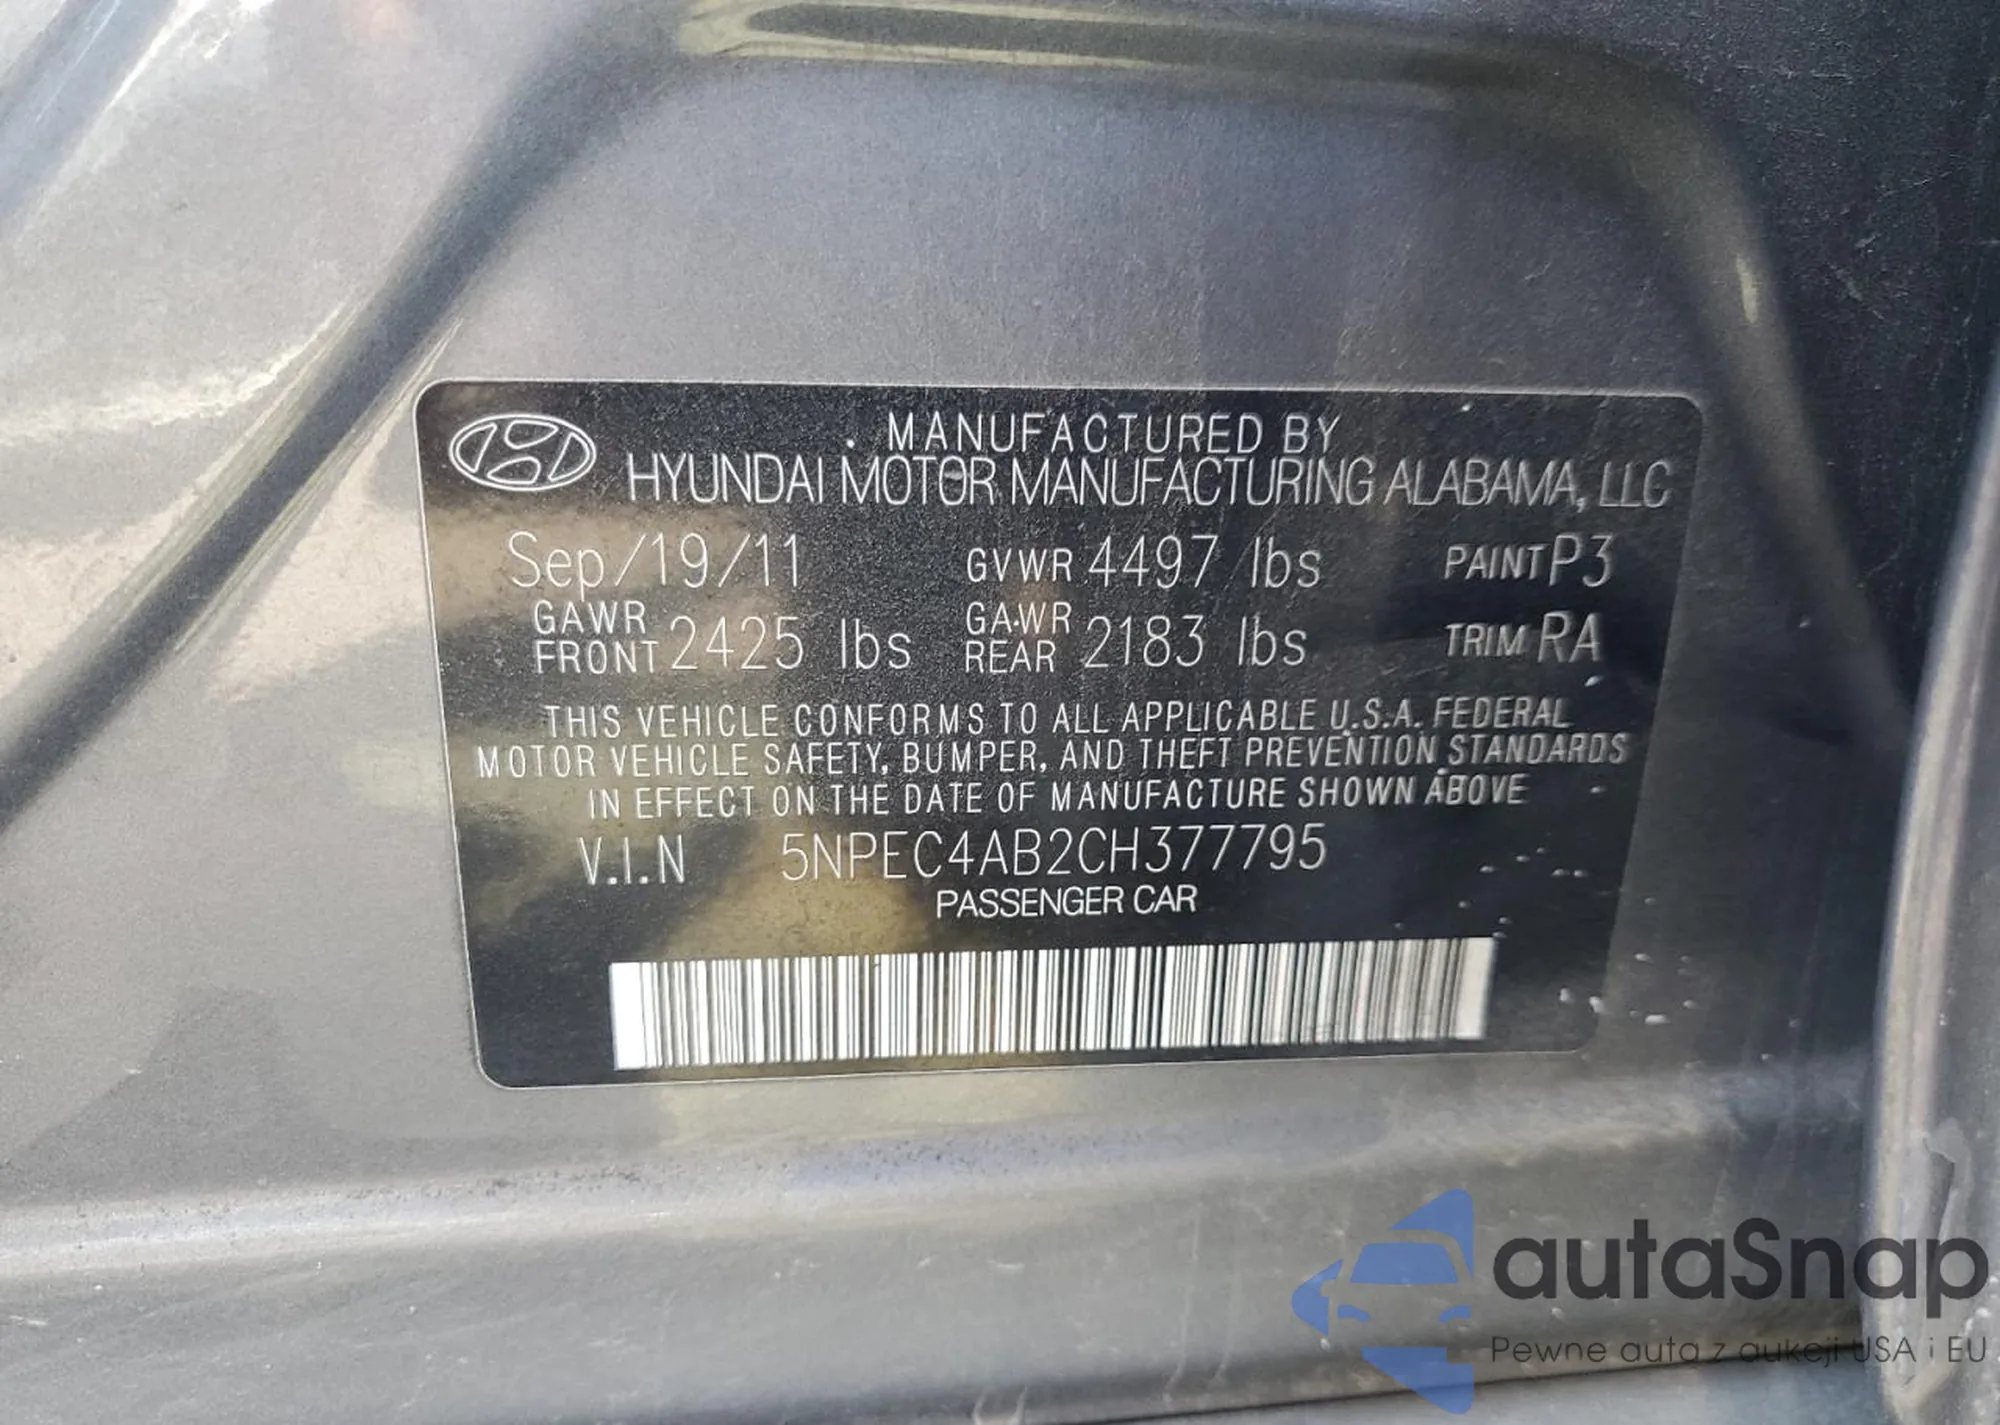 MANUFACTURED BY
HYUNDAI MOTOR MANUFACTURING ALABAMA, LLC
Sep/19/11 GVWR 4497 lbs PAINT P3
GAWR FRONT 2425 lbs GAWR REAR 2183 lbs TRIM RA
THIS VEHICLE CONFORMS TO ALL APPLICABLE U.S.A. FEDERAL
MOTOR VEHICLE SAFETY, BUMPER, AND THEFT PREVENTION STANDARDS
IN EFFECT ON THE DATE OF MANUFACTURE SHOWN ABOVE
V.I.N 5NPEC4AB2CH377795
PASSENGER CAR
autaSnap
Pewne auta z aukcji USA i EU